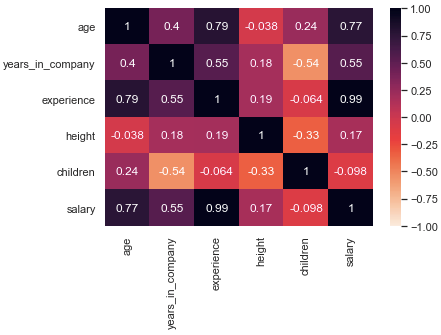 age 1 0.4 0.79 -0.038 0.24 0.77
years_in_company 0.4 1 0.55 0.18 -0.54 0.55
experience 0.79 0.55 1 0.19 -0.064 0.99
height -0.038 0.18 0.19 1 -0.33 0.17
children 0.24 -0.54 -0.064 -0.33 1 -0.098
salary 0.77 0.55 0.99 0.17 -0.098 1
age years_in_company experience height children salary
1.00
0.75
0.50
0.25
0.00
−0.25
−0.50
−0.75
−1.00